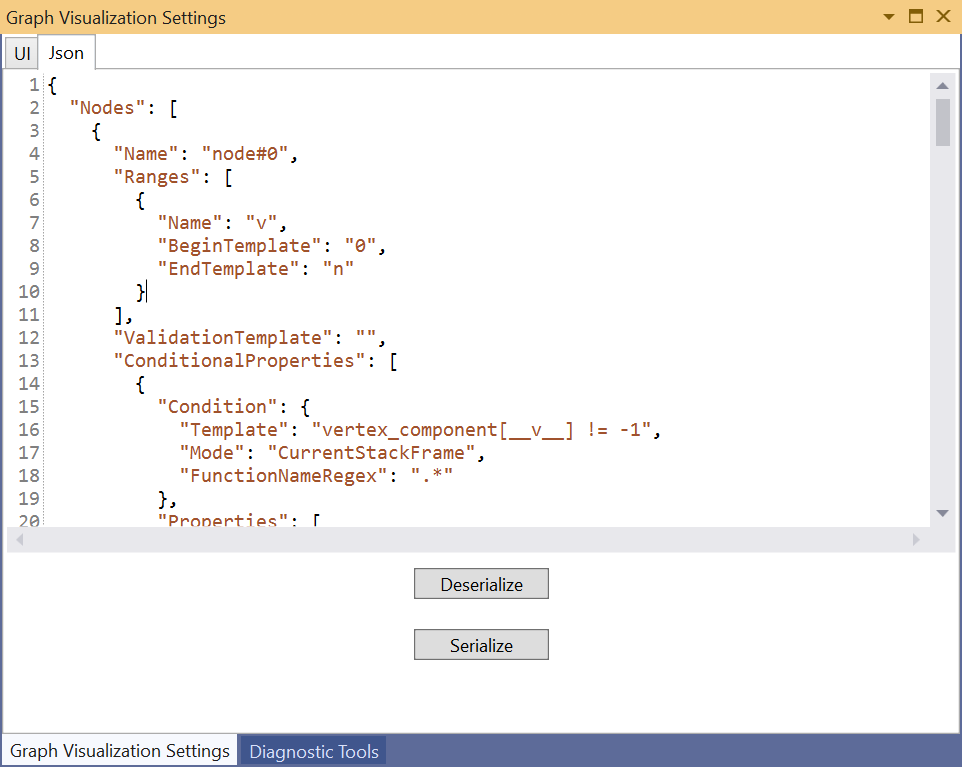 Graph Visualization Settings
UI Json
1 {
2   "Nodes": [
3     {
4       "Name": "node#0",
5       "Ranges": [
6         {
7           "Name": "v",
8           "BeginTemplate": "0",
9           "EndTemplate": "n"
10         }
11       ],
12       "ValidationTemplate": "",
13       "ConditionalProperties": [
14         {
15           "Condition": {
16             "Template": "vertex_component[__v__] != -1",
17             "Mode": "CurrentStackFrame",
18             "FunctionNameRegex": ".*"
19           },
20           "Properties": [
Deserialize
Serialize
Graph Visualization Settings Diagnostic Tools